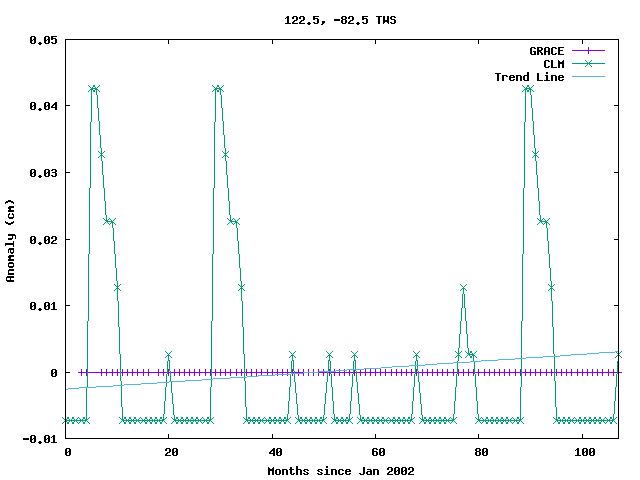 122.5, -82.5 TWS
GRACE
CLM
Trend Line
0.05
0.04
0.03
0.02
0.01
0
-0.01
Anomaly (cm)
0 20 40 60 80 100
Months since Jan 2002